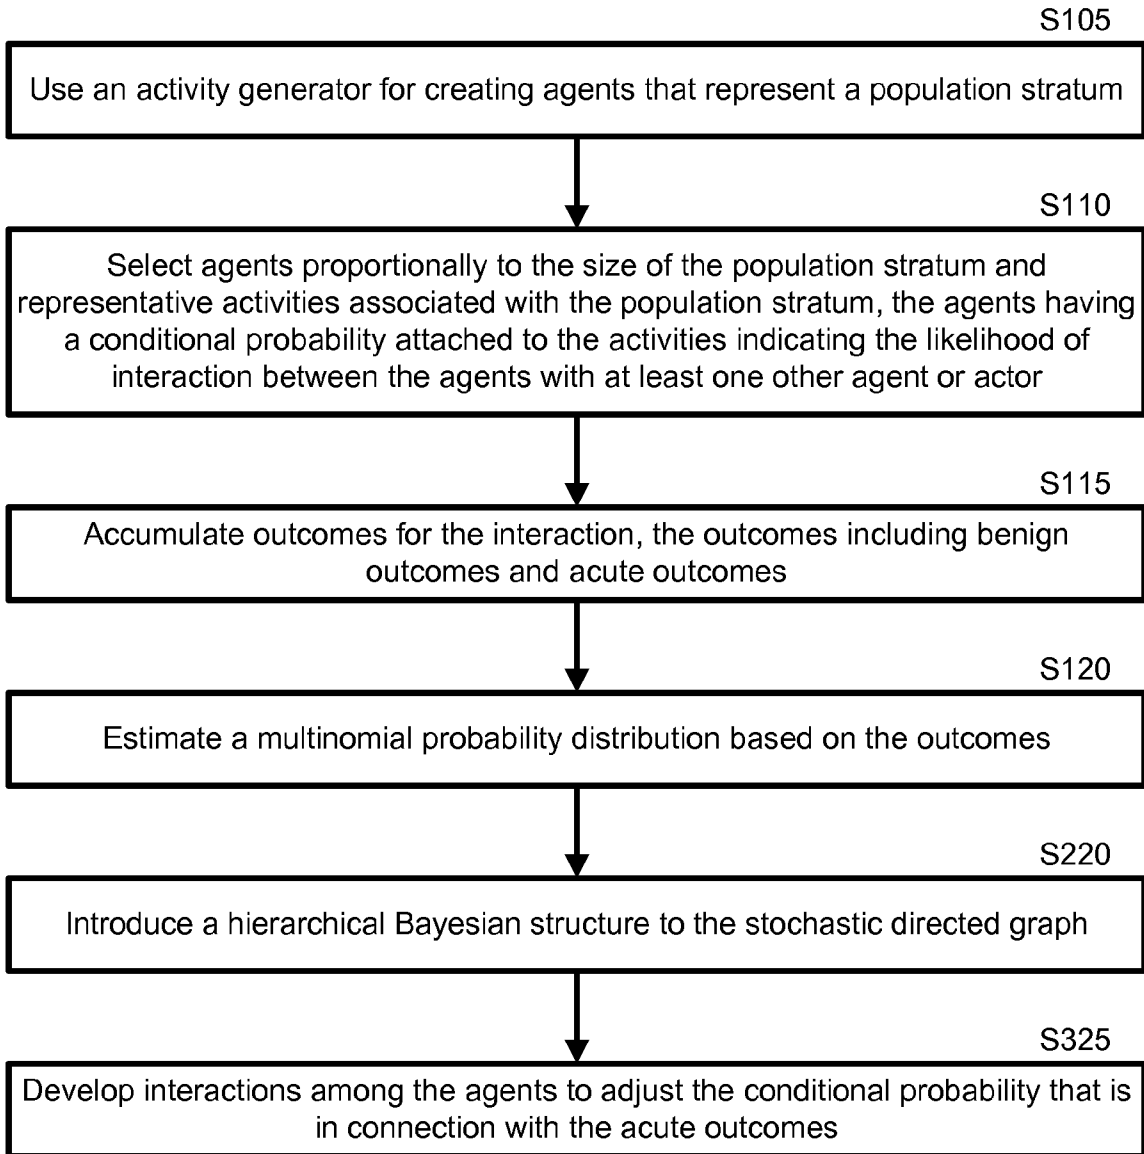 S105
Use an activity generator for creating agents that represent a population stratum
S110
Select agents proportionally to the size of the population stratum and
representative activities associated with the population stratum, the agents having
a conditional probability attached to the activities indicating the likelihood of
interaction between the agents with at least one other agent or actor
S115
Accumulate outcomes for the interaction, the outcomes including benign
outcomes and acute outcomes
S120
Estimate a multinomial probability distribution based on the outcomes
S220
Introduce a hierarchical Bayesian structure to the stochastic directed graph
S325
Develop interactions among the agents to adjust the conditional probability that is
in connection with the acute outcomes